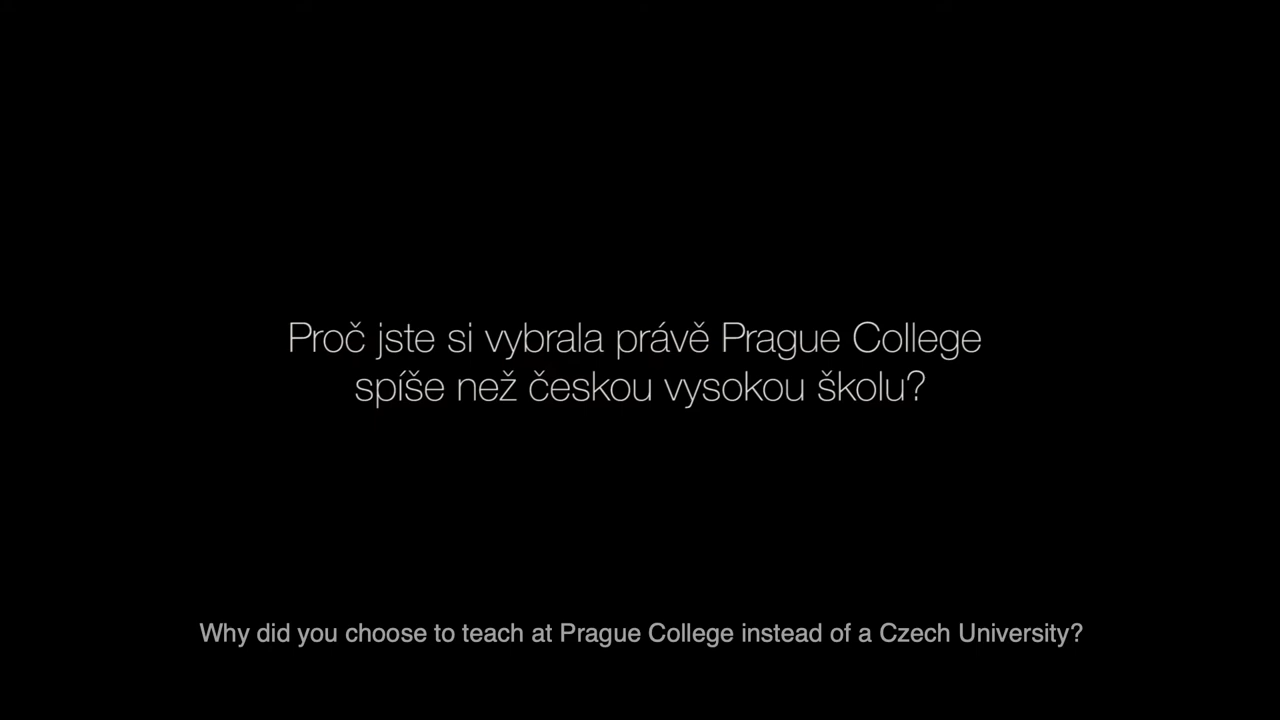 Proč jste si vybrala právě Prague College
spíše než českou vysokou školu?
Why did you choose to teach at Prague College instead of a Czech University?